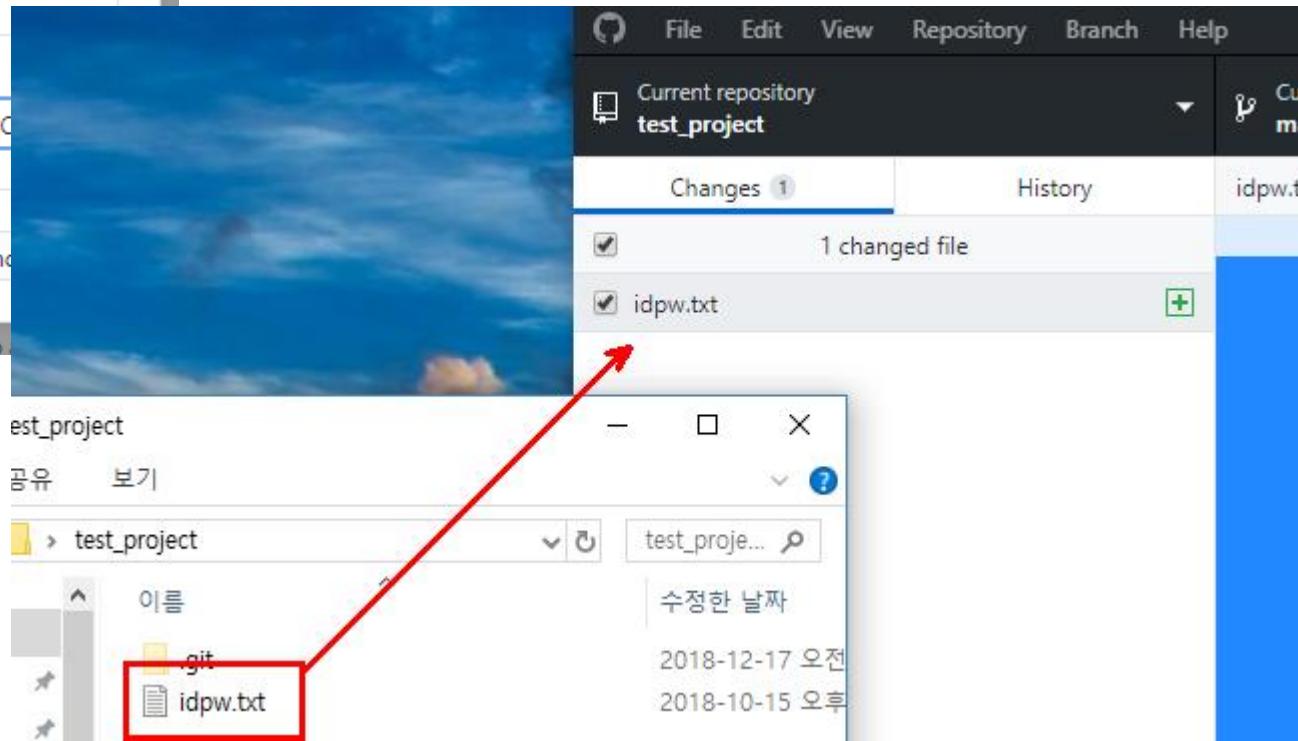 File Edit View Repository Branch Help
Current repository
test_project
Changes 1
History
1 changed file
idpw.txt
test_project
공유 보기
test_project
test_proje...
이름
수정한 날짜
.git
2018-12-17 오전
idpw.txt
2018-10-15 오후